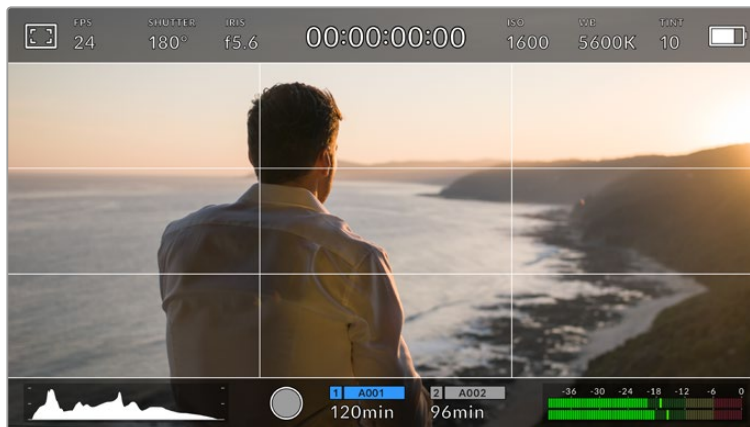 FPS SHUTTER IRIS ISO WB TINT
24 180° f5.6 00:00:00:00 1600 5600K 10
1 A001 2 A002
120min 96min
-36 -30 -24 -18 -12 -6 0